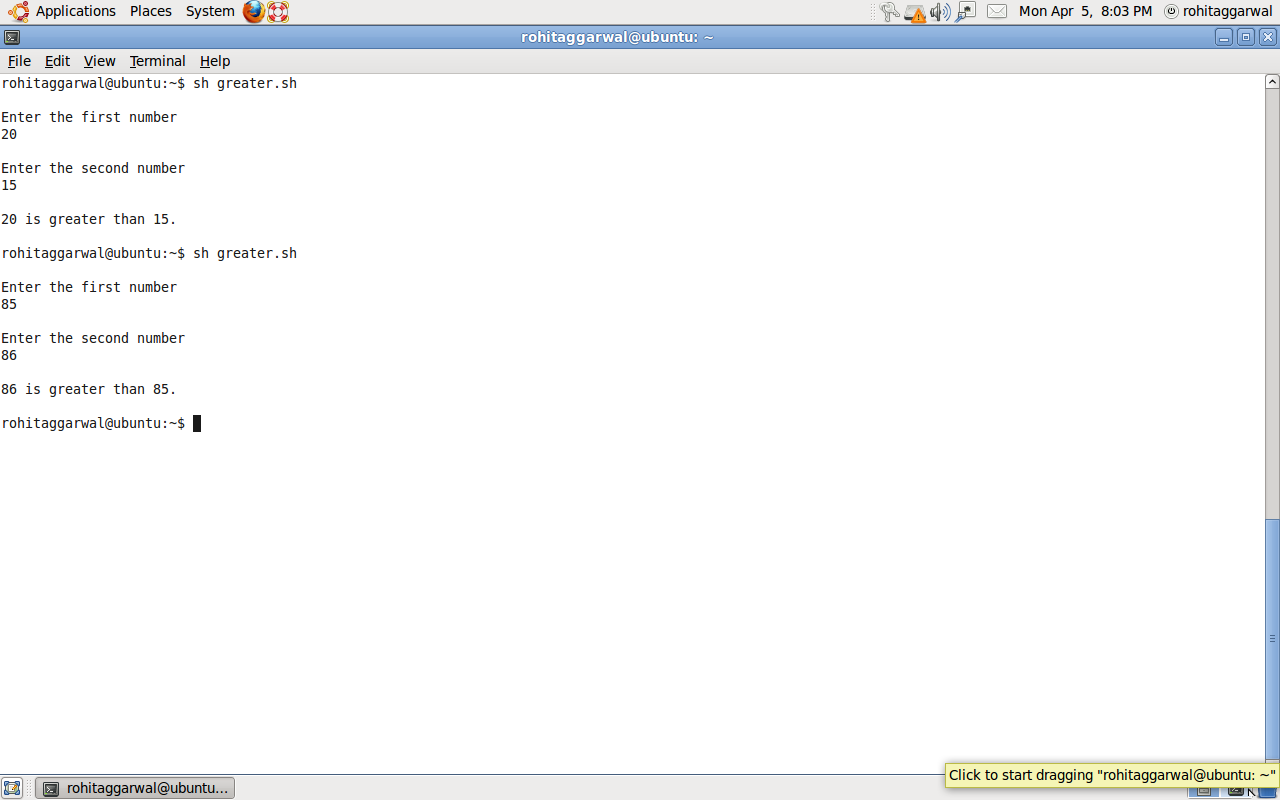 Applications Places System Mon Apr 5, 8:03 PM rohitaggarwal
rohitaggarwal@ubuntu: ~
File Edit View Terminal Help
rohitaggarwal@ubuntu:~$ sh greater.sh
Enter the first number
20
Enter the second number
15
20 is greater than 15.
rohitaggarwal@ubuntu:~$ sh greater.sh
Enter the first number
85
Enter the second number
86
86 is greater than 85.
rohitaggarwal@ubuntu:~$
Click to start dragging "rohitaggarwal@ubuntu: ~"
rohitaggarwal@ubuntu...